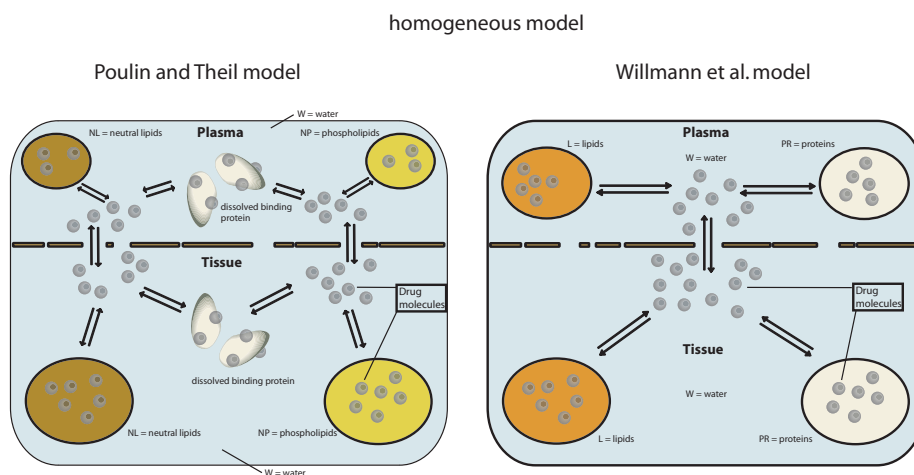 homogeneous model
Poulin and Theil model
W = water
NL = neutral lipids
Plasma
NP = phospholipids
dissolved binding
protein
Tissue
Drug
molecules
dissolved binding protein
NL = neutral lipids
NP = phospholipids
W = water
Willmann et al. model
Plasma
L = lipids
W = water
PR = proteins
Drug
molecules
Tissue
W = water
L = lipids
PR = proteins